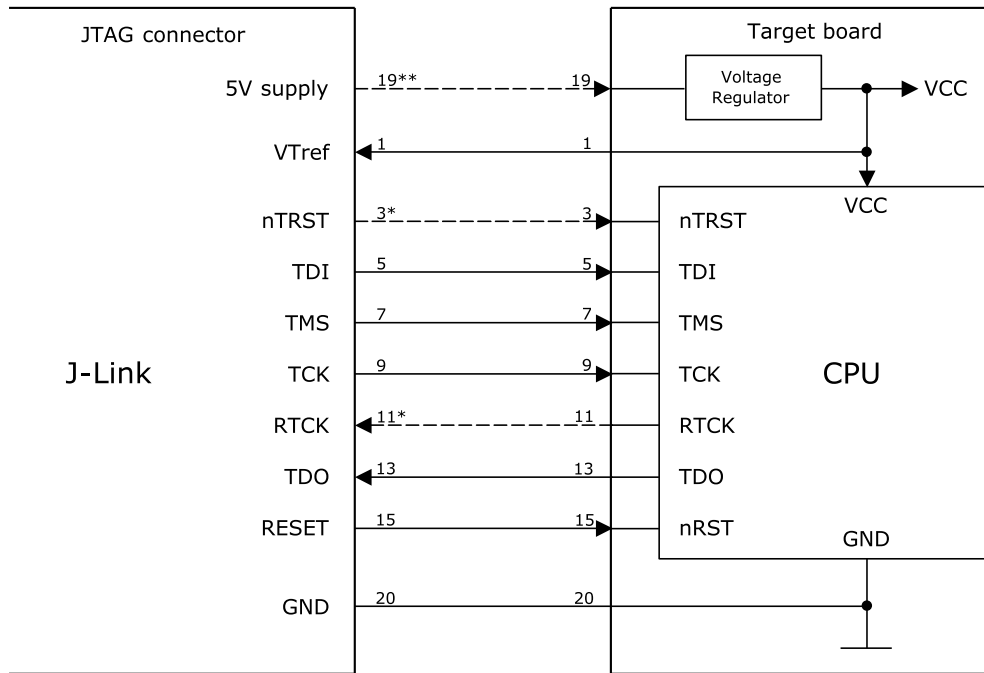 JTAG connector
Target board
5V supply 19** 19 Voltage Regulator VCC
VTref 1 1
VCC
nTRST 3* 3 nTRST
TDI 5 5 TDI
TMS 7 7 TMS
J-Link TCK 9 9 TCK CPU
RTCK 11* 11 RTCK
TDO 13 13 TDO
RESET 15 15 nRST
GND
GND 20 20